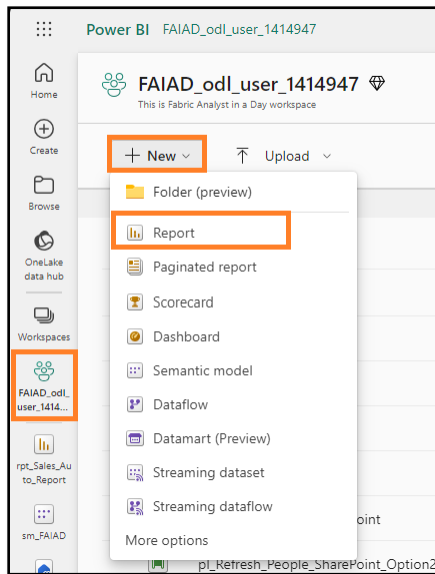 Power BI FAIAD_odl_user_1414947
Home
Create
Browse
OneLake
data hub
Workspaces
FAIAD_odl_
user_1414...
rpt_Sales_Au
to_Report
sm_FAIAD
FAIAD_odl_user_1414947
This is Fabric Analyst in a Day workspace
New
Upload
Folder (preview)
Report
Paginated report
Scorecard
Dashboard
Semantic model
Dataflow
Datamart (Preview)
Streaming dataset
Streaming dataflow
More options
oint
pl_Refresh_People_SharePoint_Option2